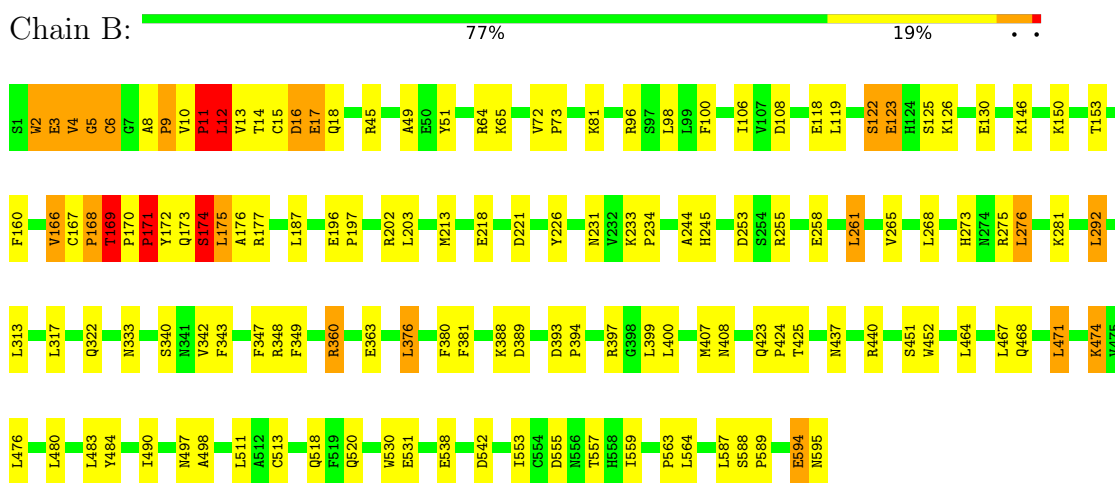 Chain B:
77% 19% • •
S1 W2 E3 V4 G5 C6 G7 A8 P9 V10 P11 L12 V13 T14 C15 D16 E17 Q18 R45 A49 E50 Y51 R64 K65 V72 P73 K81 R96 S97 L98 L99 F100 I106 V107 D108 E118 L119 S122 E123 H124 S125 K126 E130 K146 K150 T153
F160 V166 C167 P168 T169 P170 P171 Y172 Q173 S174 L175 A176 R177 L187 E196 P197 R202 L203 M213 E218 D221 Y226 N231 V232 K233 P234 A244 H245 D253 S254 R255 E258 L261 V265 L268 H273 N274 R275 L276 K281 L292
L313 L317 Q322 N333 S340 N341 V342 F343 F347 R348 F349 R360 E363 L376 F380 F381 K388 D389 D393 P394 R397 G398 L399 L400 M407 N408 Q423 P424 T425 N437 R440 S451 W452 L464 L467 Q468 L471 K474 V475
L476 L480 L483 Y484 I490 N497 A498 L511 A512 C513 Q518 F519 Q520 W530 E531 E538 D542 I553 C554 D555 N556 T557 H558 I559 P563 L564 L587 S588 P589 E594 N595